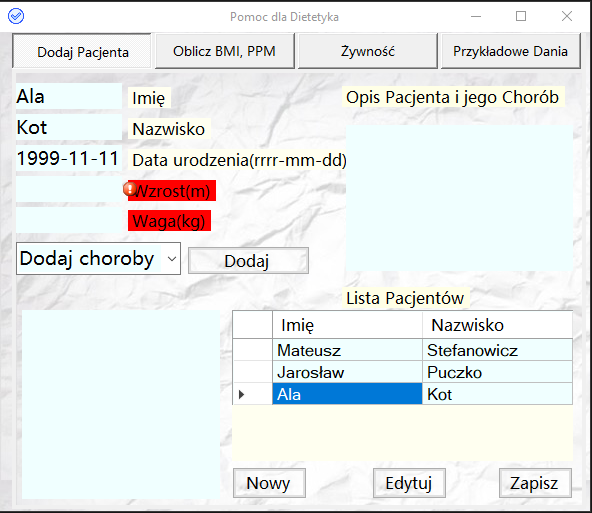 Pomoc dla Dietetyka
Dodaj Pacjenta
Oblicz BMI, PPM
Żywność
Przykładowe Dania
Ala
Imię
Opis Pacjenta i jego Chorób
Kot
Nazwisko
1999-11-11
Data urodzenia(rrrr-mm-dd)
Wzrost(m)
Waga(kg)
Dodaj choroby
Dodaj
Lista Pacjentów
Imię Nazwisko
Mateusz Stefanowicz
Jarosław Puczko
Ala Kot
Nowy
Edytuj
Zapisz